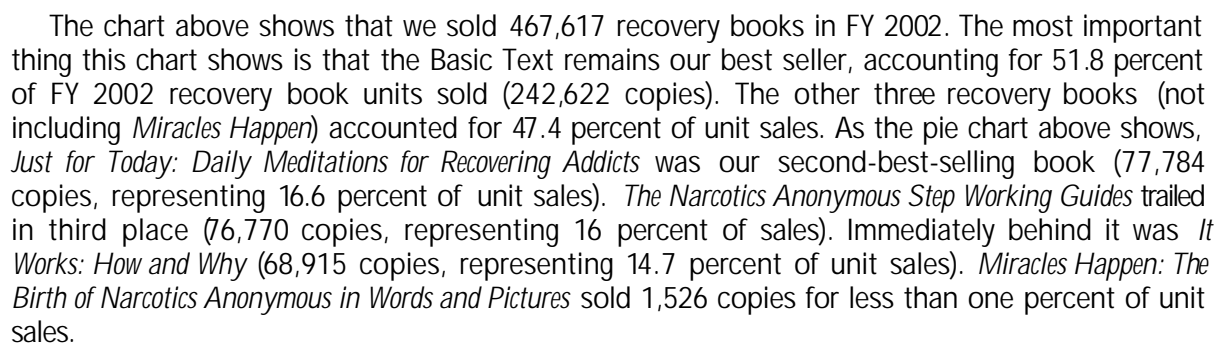 The chart above shows that we sold 467,617 recovery books in FY 2002. The most important
thing this chart shows is that the Basic Text remains our best seller, accounting for 51.8 percent
of FY 2002 recovery book units sold (242,622 copies). The other three recovery books (not
including Miracles Happen) accounted for 47.4 percent of unit sales. As the pie chart above shows,
Just for Today: Daily Meditations for Recovering Addicts was our second-best-selling book (77,784
copies, representing 16.6 percent of unit sales). The Narcotics Anonymous Step Working Guides trailed
in third place (76,770 copies, representing 16 percent of sales). Immediately behind it was It
Works: How and Why (68,915 copies, representing 14.7 percent of unit sales). Miracles Happen: The
Birth of Narcotics Anonymous in Words and Pictures sold 1,526 copies for less than one percent of unit
sales.